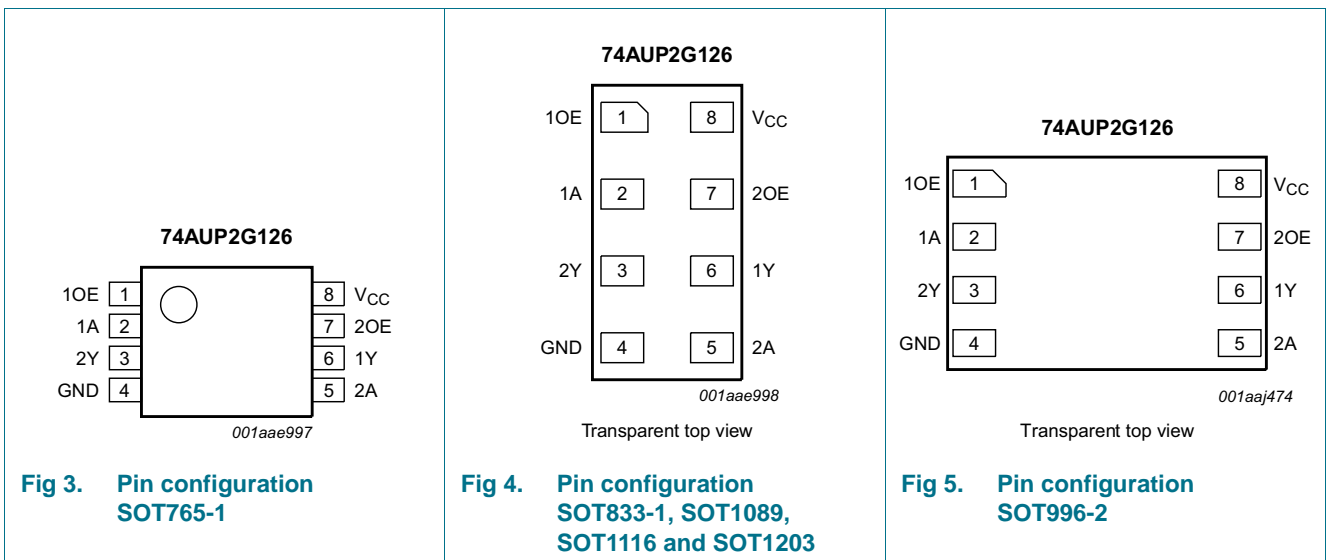 74AUP2G126
1OE 1 8 VCC
1A 2 7 2OE
2Y 3 6 1Y
GND 4 5 2A
001aae997
Fig 3. Pin configuration
SOT765-1
74AUP2G126
1OE 1 8 VCC
1A 2 7 2OE
2Y 3 6 1Y
GND 4 5 2A
001aae998
Transparent top view
Fig 4. Pin configuration
SOT833-1, SOT1089,
SOT1116 and SOT1203
74AUP2G126
1OE 1 8 VCC
1A 2 7 2OE
2Y 3 6 1Y
GND 4 5 2A
001aaj474
Transparent top view
Fig 5. Pin configuration
SOT996-2